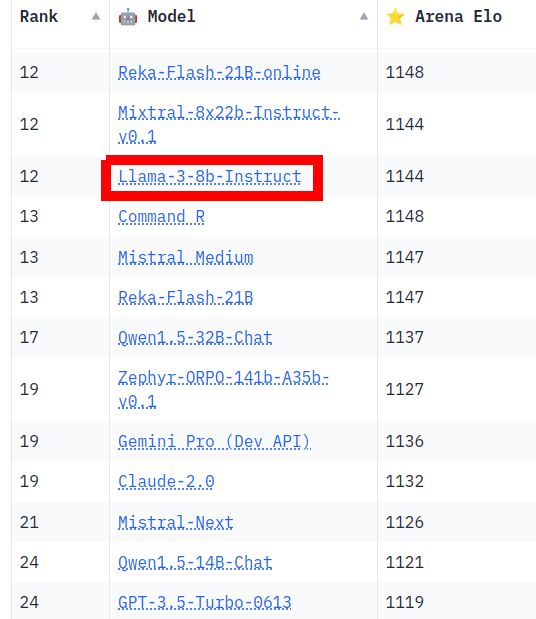 Rank ▲ 🤖 Model ▲ ⭐ Arena Elo
12 Reka-Flash-21B-online 1148
12 Mixtral-8x22b-Instruct-
v0.1 1144
12 Llama-3-8b-Instruct 1144
13 Command R 1148
13 Mistral Medium 1147
13 Reka-Flash-21B 1147
17 Qwen1.5-32B-Chat 1137
19 Zephyr-ORPO-141b-A35b-
v0.1 1127
19 Gemini Pro (Dev API) 1136
19 Claude-2.0 1132
21 Mistral-Next 1126
24 Qwen1.5-14B-Chat 1121
24 GPT-3.5-Turbo-0613 1119